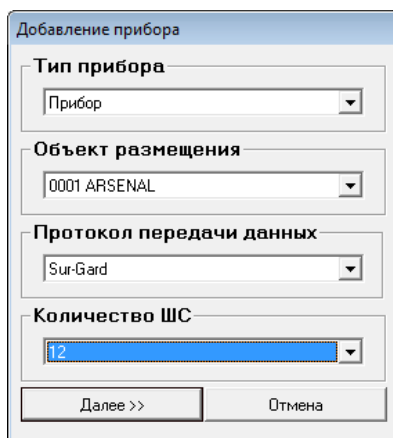 Добавление прибора
Тип прибора
Прибор
Объект размещения
0001 ARSENAL
Протокол передачи данных
Sur-Gard
Количество ШС
12
Далее >>
Отмена